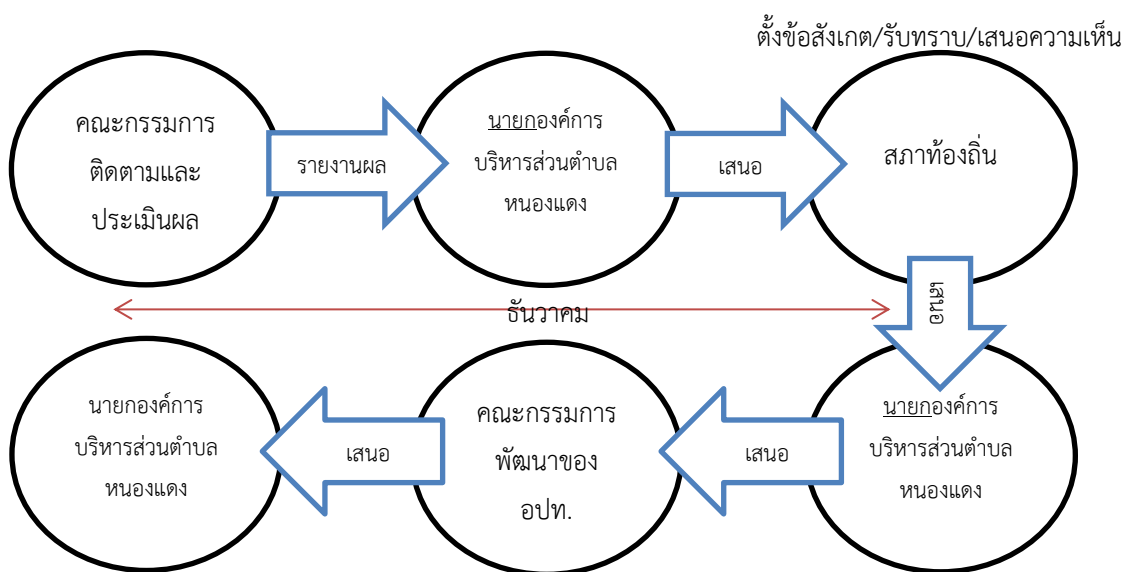 ตั้งข้อสังเกต/รับทราบ/เสนอความเห็น
คณะกรรมการ
ติดตามและ
ประเมินผล
รายงานผล
นายกองค์การ
บริหารส่วนตำบล
หนองแดง
เสนอ
สภาท้องถิ่น
เสนอ
ธันวาคม
นายกองค์การ
บริหารส่วนตำบล
หนองแดง
เสนอ
คณะกรรมการ
พัฒนาของ
อปท.
เสนอ
นายกองค์การ
บริหารส่วนตำบล
หนองแดง